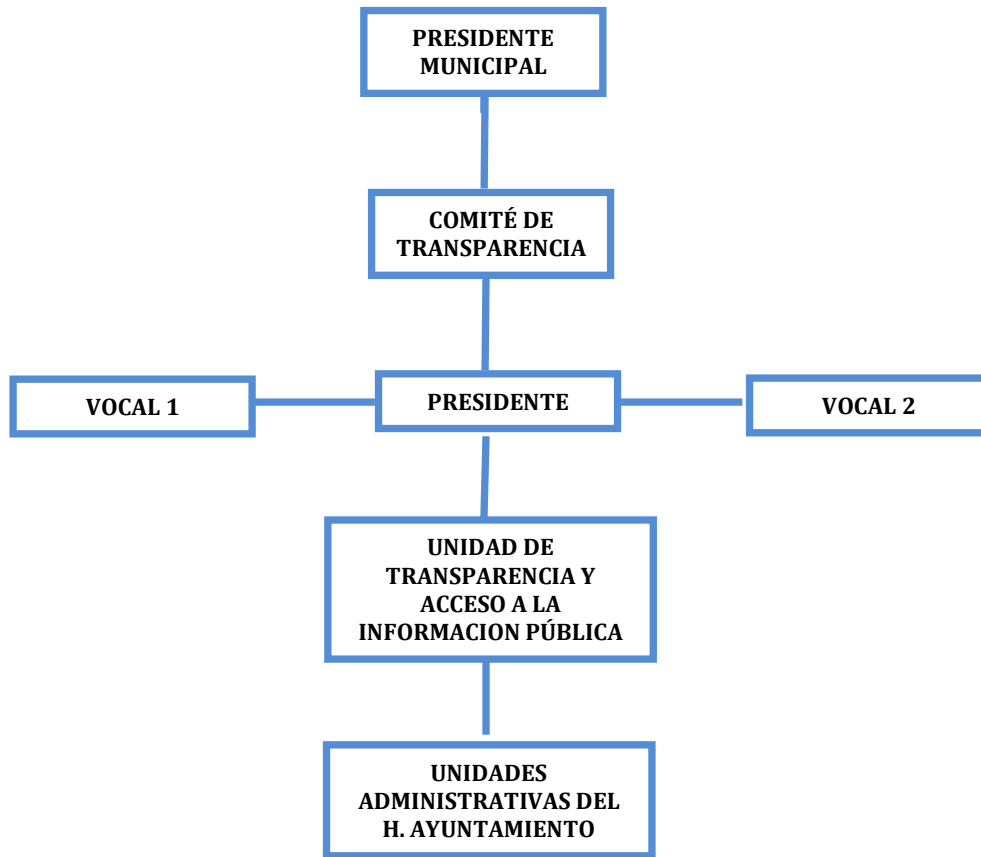 PRESIDENTE
MUNICIPAL
COMITÉ DE
TRANSPARENCIA
VOCAL 1
PRESIDENTE
VOCAL 2
UNIDAD DE
TRANSPARENCIA Y
ACCESO A LA
INFORMACION PÚBLICA
UNIDADES
ADMINISTRATIVAS DEL
H. AYUNTAMIENTO